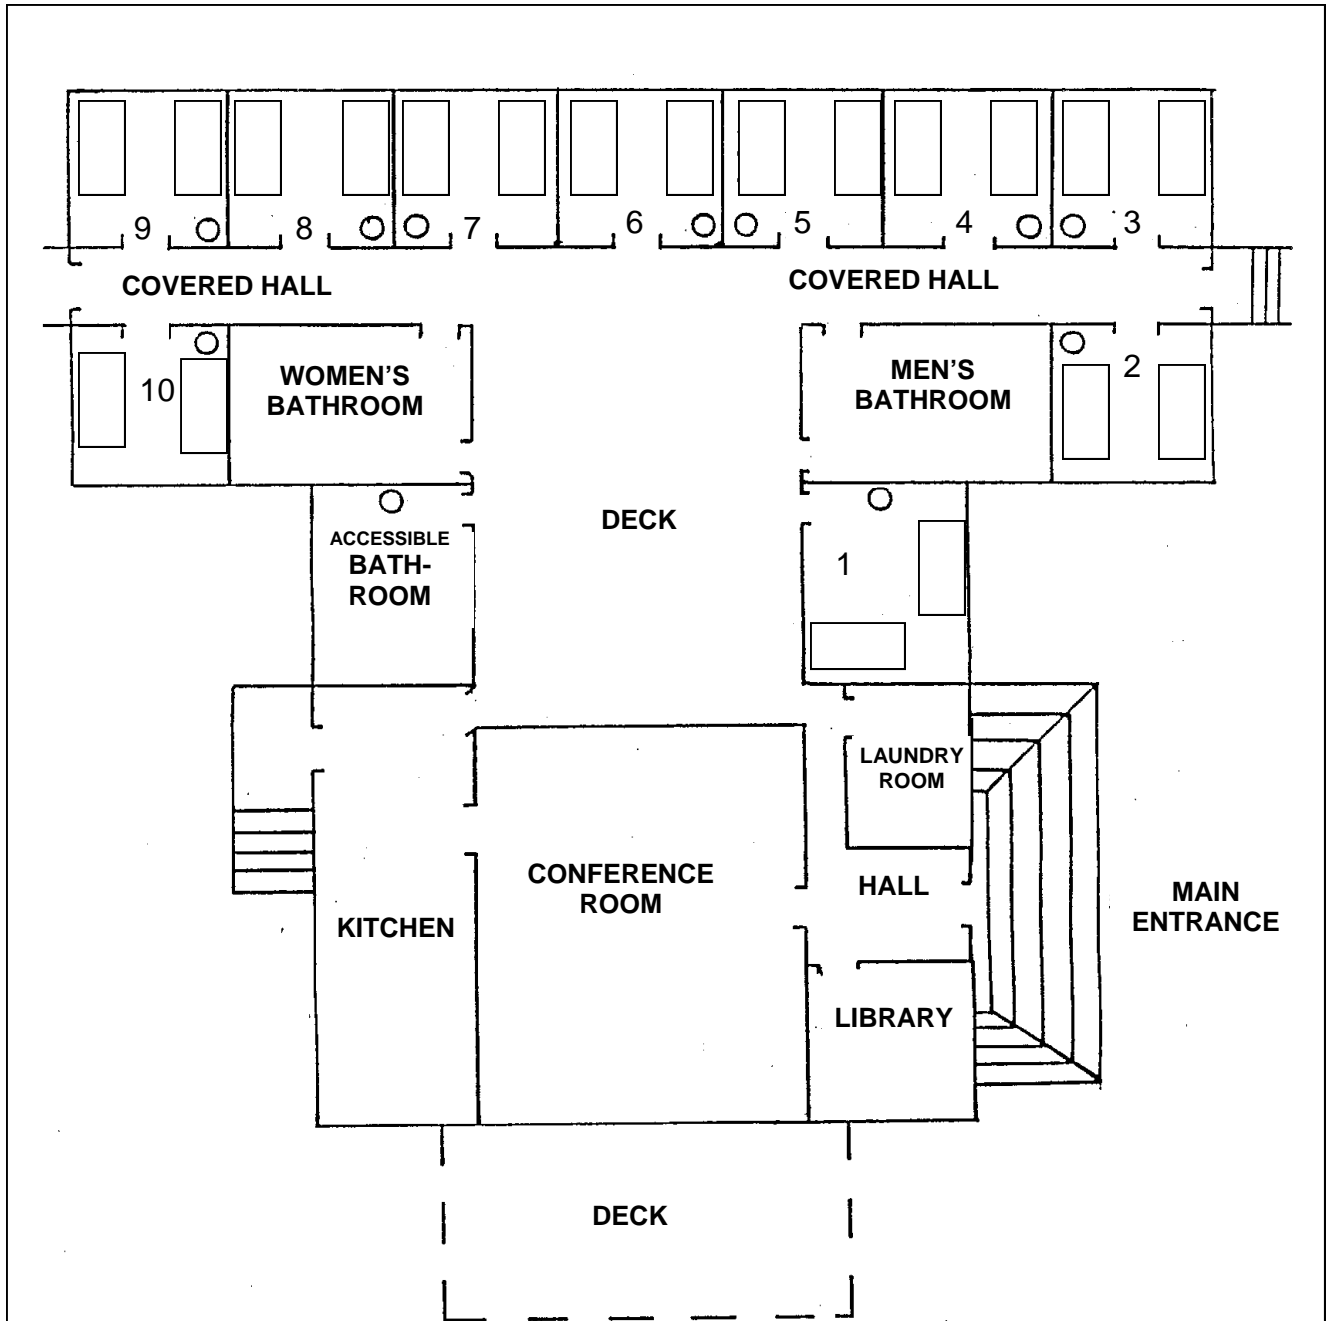 9
8
7
6
5
4
3
COVERED HALL
COVERED HALL
10
WOMEN'S
BATHROOM
MEN'S
BATHROOM
2
ACCESSIBLE
BATH-
ROOM
DECK
1
LAUNDRY
ROOM
KITCHEN
CONFERENCE
ROOM
HALL
MAIN
ENTRANCE
LIBRARY
DECK